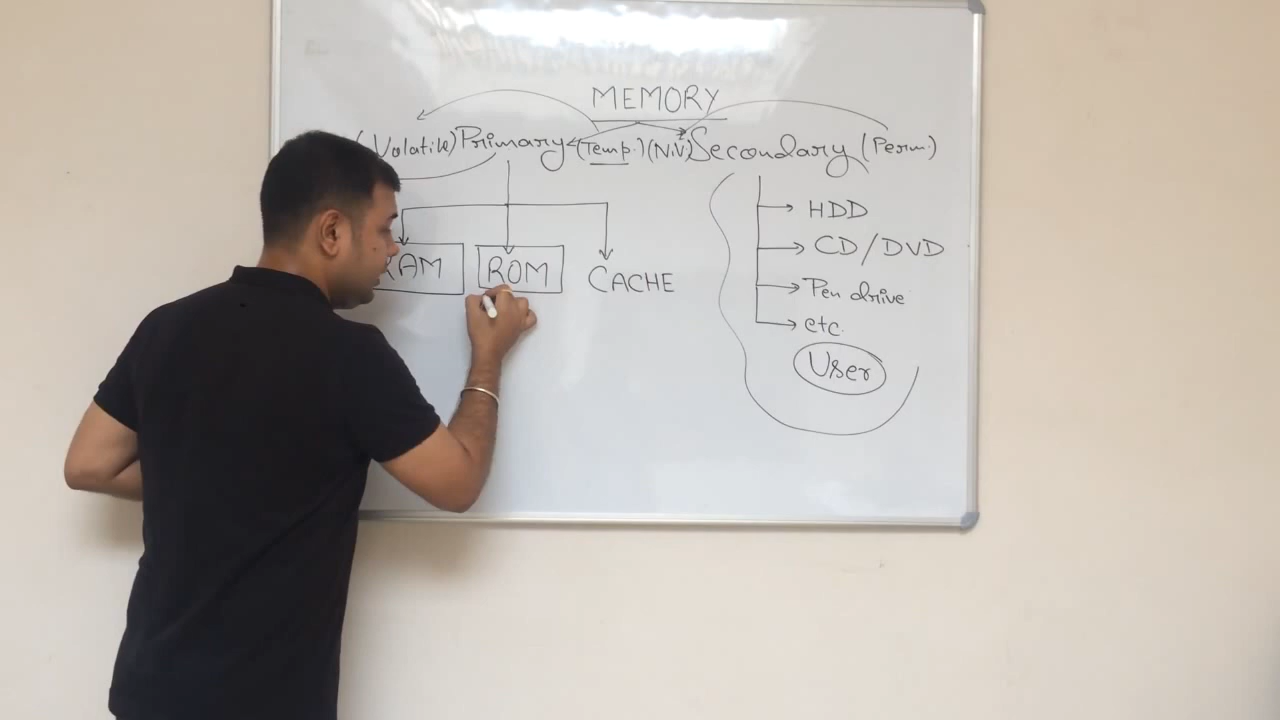 MEMORY
(Volatile) Primary (Temp.) (N.V) Secondary (Perm.)
RAM ROM CACHE
HDD
CD/DVD
Pen drive
etc.
User